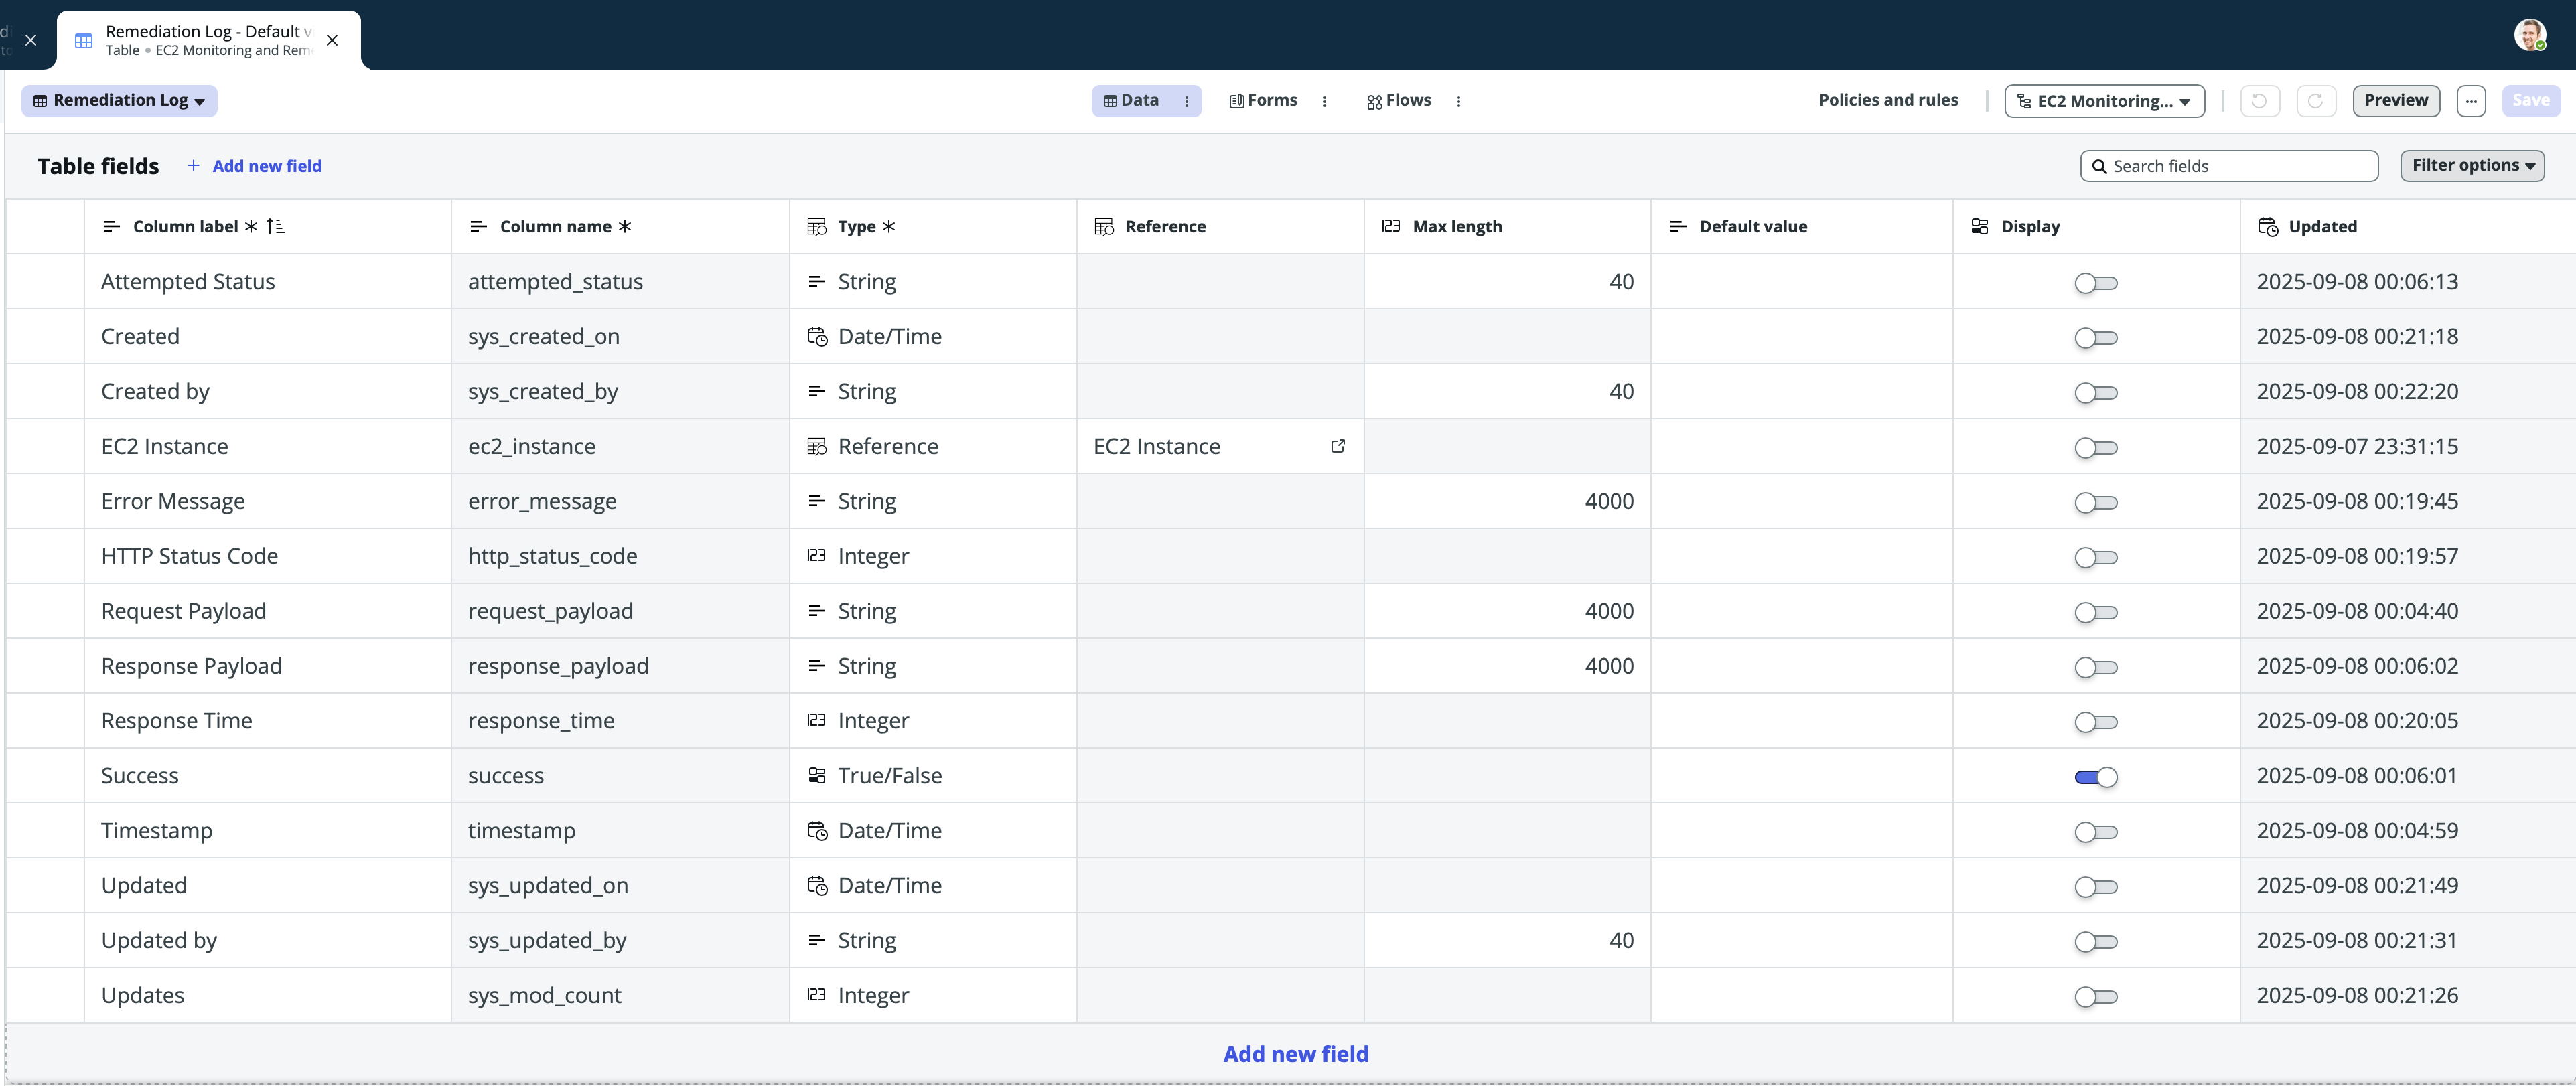 Remediation Log - Default v
Table • EC2 Monitoring and Rem
Remediation Log
Data
Forms
Flows
Policies and rules
EC2 Monitoring...
Preview
Save
Table fields
+ Add new field
Search fields
Filter options
Column label * Column name * Type * Reference Max length Default value Display Updated
Attempted Status attempted_status String 40 2025-09-08 00:06:13
Created sys_created_on Date/Time 2025-09-08 00:21:18
Created by sys_created_by String 40 2025-09-08 00:22:20
EC2 Instance ec2_instance Reference EC2 Instance 2025-09-07 23:31:15
Error Message error_message String 4000 2025-09-08 00:19:45
HTTP Status Code http_status_code Integer 2025-09-08 00:19:57
Request Payload request_payload String 4000 2025-09-08 00:04:40
Response Payload response_payload String 4000 2025-09-08 00:06:02
Response Time response_time Integer 2025-09-08 00:20:05
Success success True/False 2025-09-08 00:06:01
Timestamp timestamp Date/Time 2025-09-08 00:04:59
Updated sys_updated_on Date/Time 2025-09-08 00:21:49
Updated by sys_updated_by String 40 2025-09-08 00:21:31
Updates sys_mod_count Integer 2025-09-08 00:21:26
Add new field